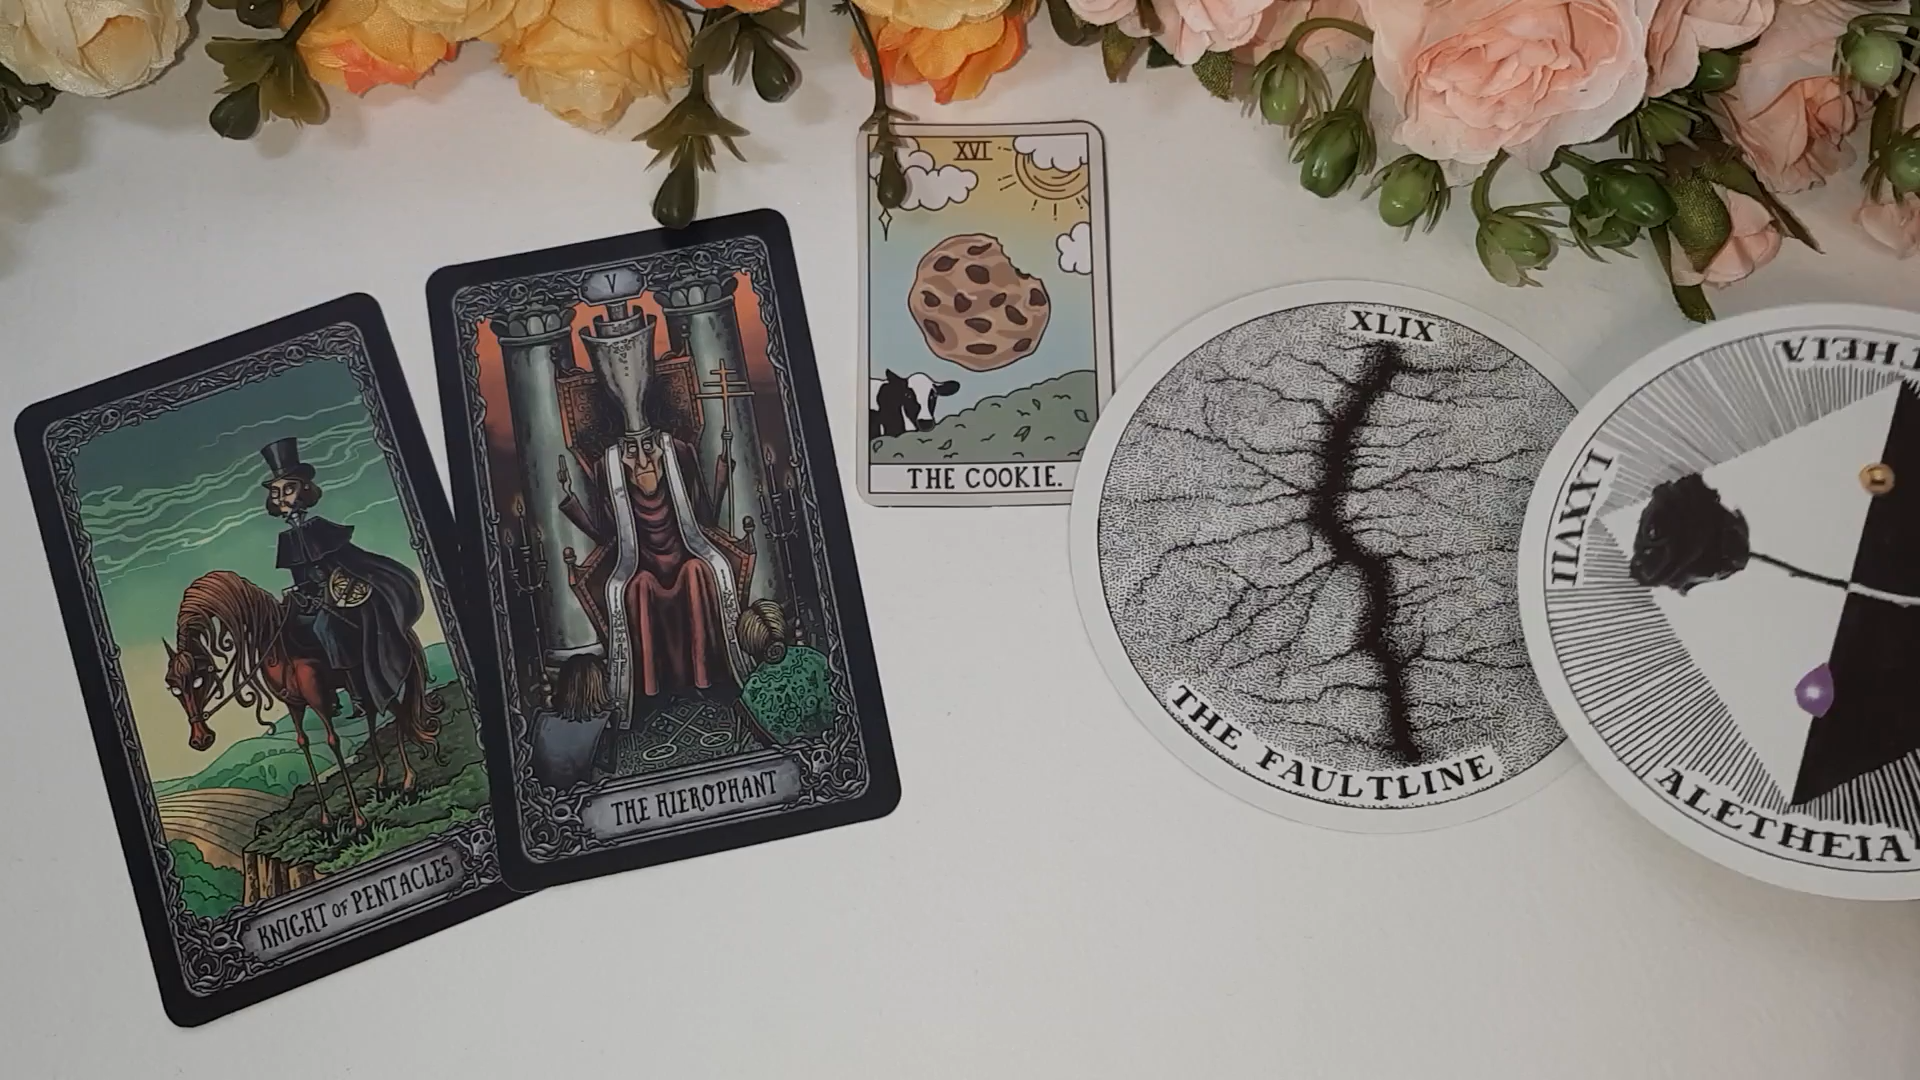 KNIGHT OF PENTACLES
V
THE HIEROPHANT
XVI
THE COOKIE.
XLIX
THE FAULTLINE
LXXVII
ALETHEIA